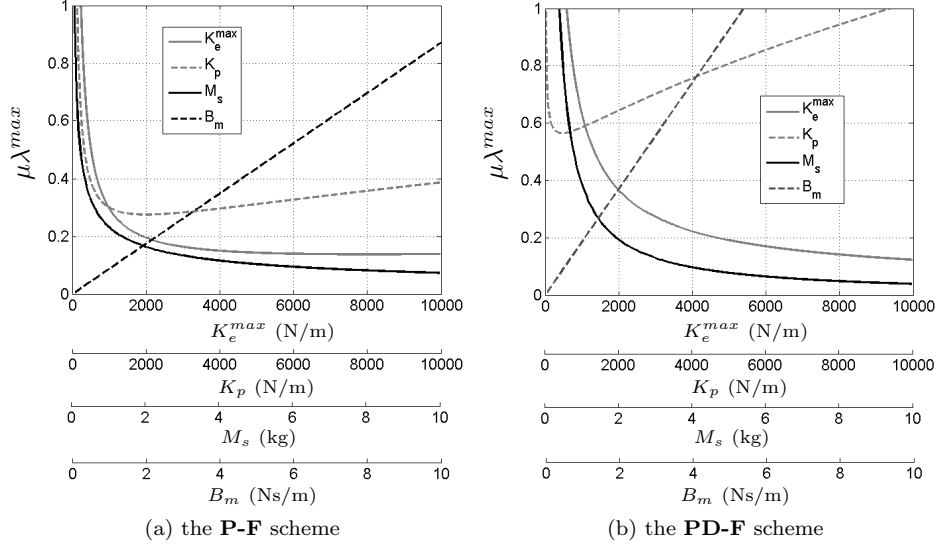 μλ^max
1
0.8
0.6
0.4
0.2
0
K_e^max
K_p
M_s
B_m
0 2000 4000 6000 8000 10000
K_e^max (N/m)
0 2000 4000 6000 8000 10000
K_p (N/m)
0 2 4 6 8 10
M_s (kg)
0 2 4 6 8 10
B_m (Ns/m)
(a) the P-F scheme
μλ^max
1
0.8
0.6
0.4
0.2
0
K_e^max
K_p
M_s
B_m
0 2000 4000 6000 8000 10000
K_e^max (N/m)
0 2000 4000 6000 8000 10000
K_p (N/m)
0 2 4 6 8 10
M_s (kg)
0 2 4 6 8 10
B_m (Ns/m)
(b) the PD-F scheme